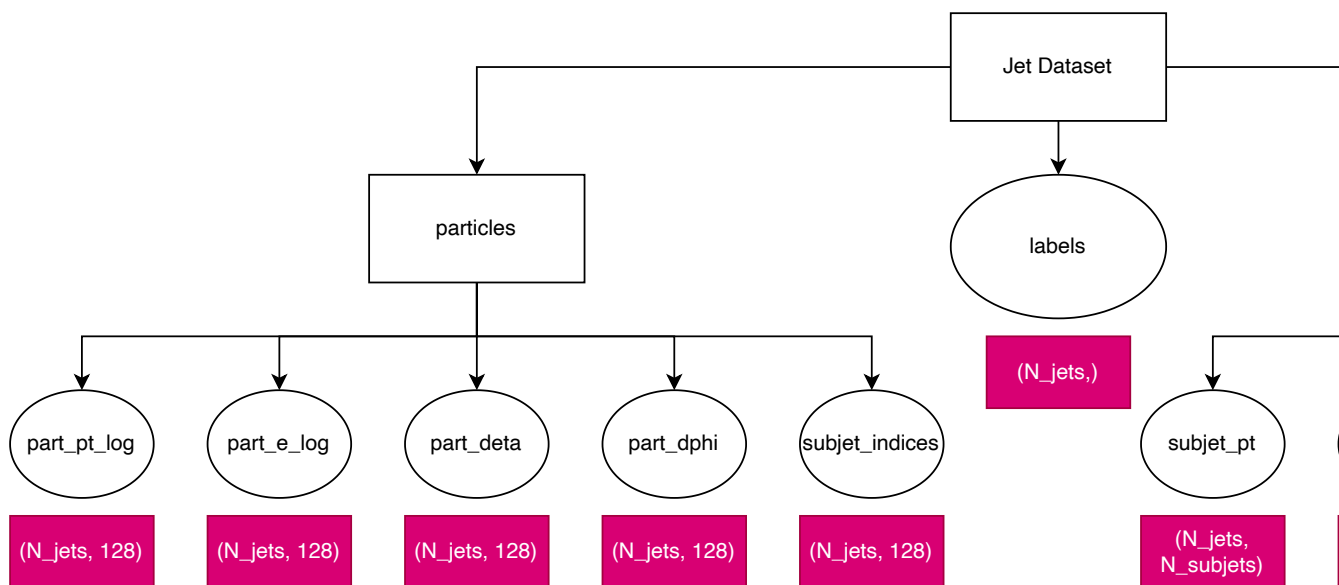 Jet Dataset
particles
labels
(N_jets,)
part_pt_log
part_e_log
part_deta
part_dphi
subjet_indices
subjet_pt
(N_jets, 128)
(N_jets, 128)
(N_jets, 128)
(N_jets, 128)
(N_jets, 128)
(N_jets,
N_subjets)